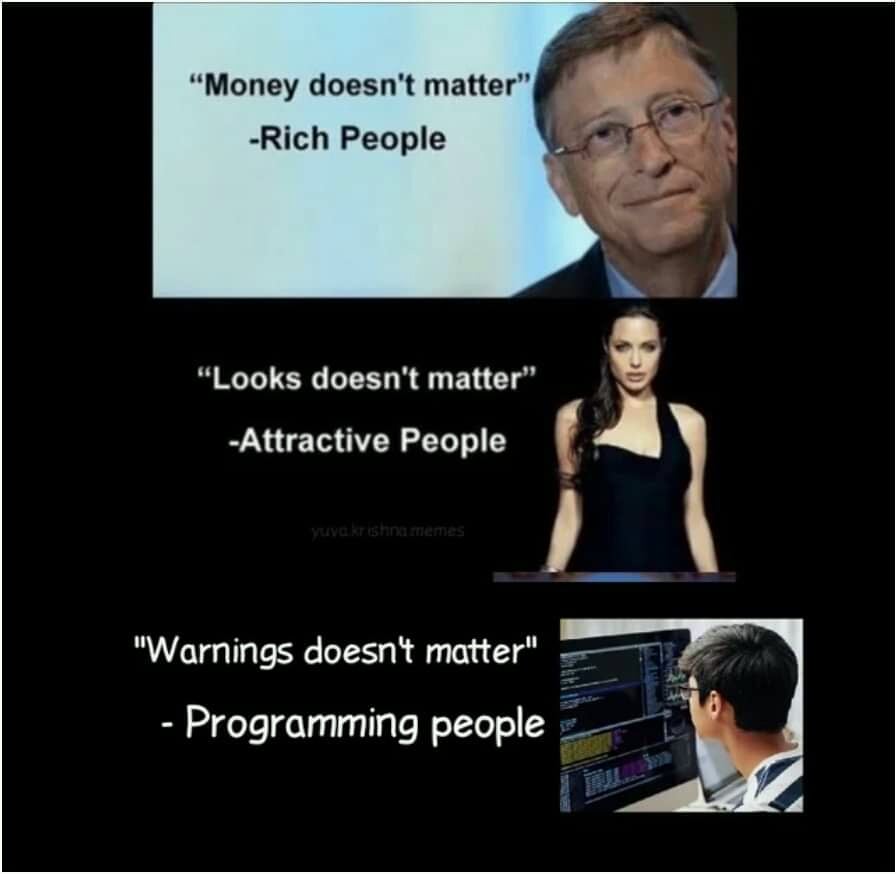 “Money doesn't matter”
-Rich People
“Looks doesn't matter”
-Attractive People
yuva.krishna.memes
"Warnings doesn't matter"
- Programming people